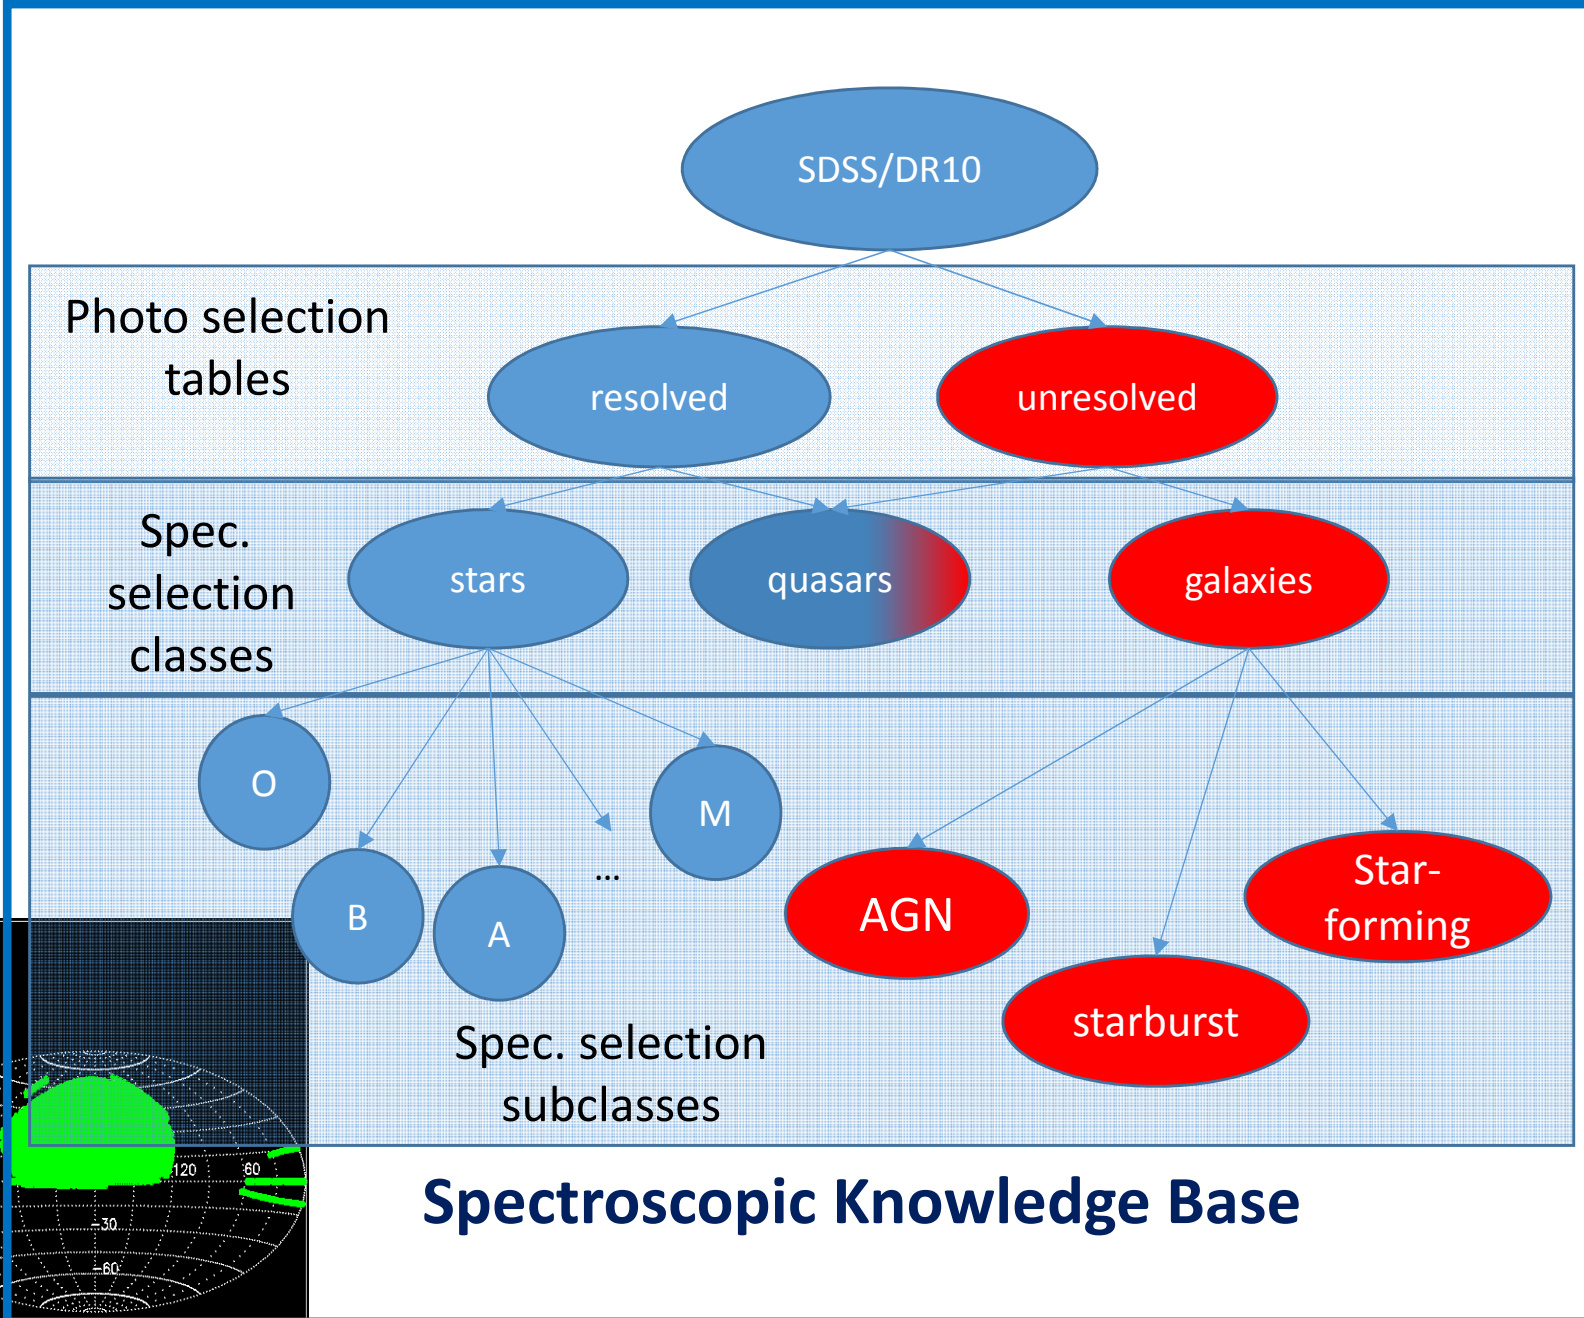 SDSS/DR10
Photo selection
tables
resolved
unresolved
Spec.
selection
classes
stars
quasars
galaxies
O
B
A
...
M
AGN
starburst
Star-
forming
Spec. selection
subclasses
120
60
-30
-60
Spectroscopic Knowledge Base